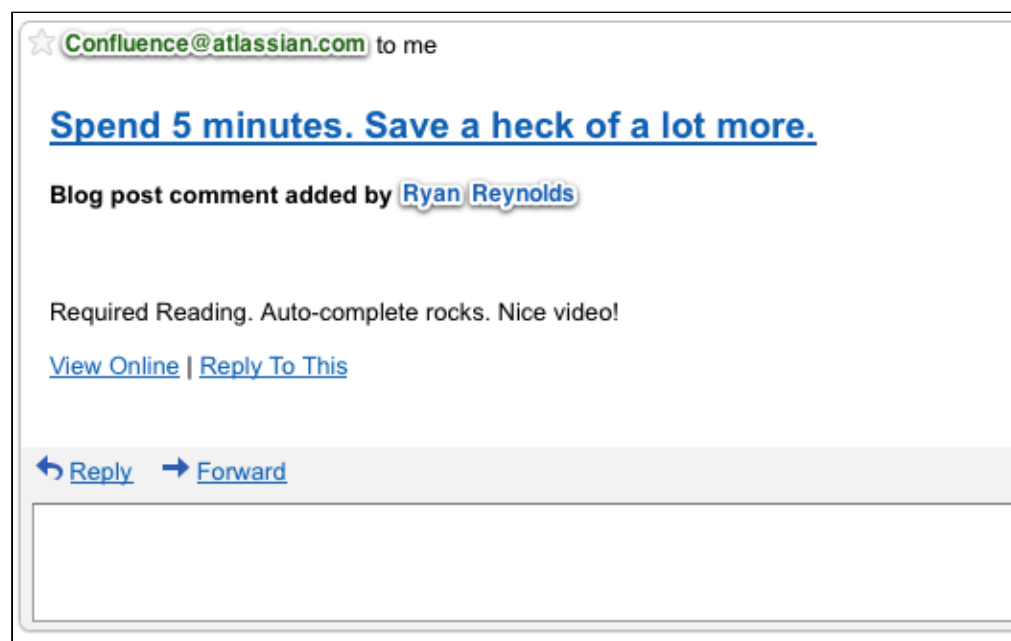 Confluence@atlassian.com to me
Spend 5 minutes. Save a heck of a lot more.
Blog post comment added by Ryan Reynolds
Required Reading. Auto-complete rocks. Nice video!
View Online | Reply To This
Reply Forward